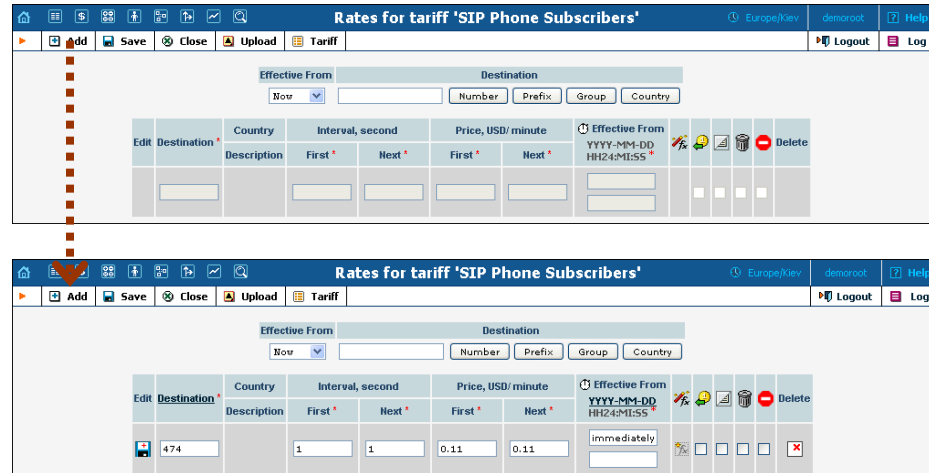 Rates for tariff 'SIP Phone Subscribers' Europe/Kiev demoroot Help
Add Save Close Upload Tariff Logout Log
Effective From Destination
Now Number Prefix Group Country
Edit Destination * Country Interval, second Price, USD/minute Effective From Delete
Description First * Next * First * Next * YYYY-MM-DD
HH24:MI:SS *
Rates for tariff 'SIP Phone Subscribers' Europe/Kiev demoroot Help
Add Save Close Upload Tariff Logout Log
Effective From Destination
Now Number Prefix Group Country
Edit Destination * Country Interval, second Price, USD/minute Effective From Delete
Description First * Next * First * Next * YYYY-MM-DD
HH24:MI:SS *
immediately
474 1 1 0.11 0.11